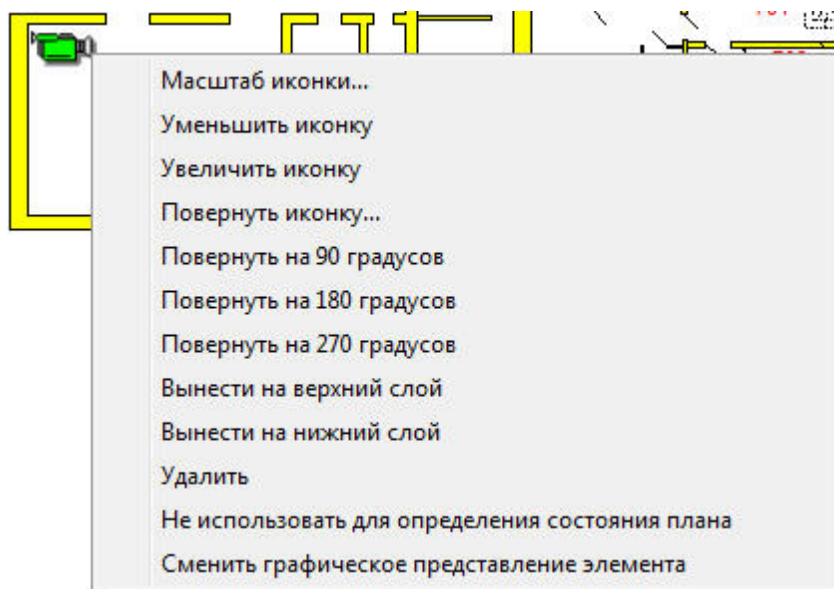 Масштаб иконки...
Уменьшить иконку
Увеличить иконку
Повернуть иконку...
Повернуть на 90 градусов
Повернуть на 180 градусов
Повернуть на 270 градусов
Вынести на верхний слой
Вынести на нижний слой
Удалить
Не использовать для определения состояния плана
Сменить графическое представление элемента